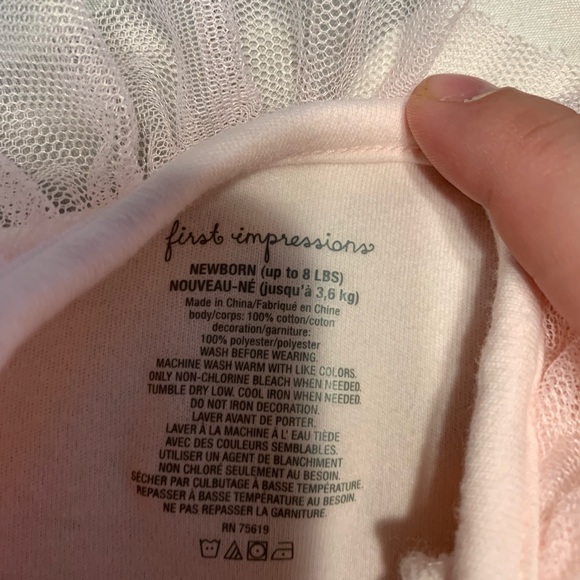 first impressions
NEWBORN (up to 8 LBS)
NOUVEAU-NÉ (jusqu'à 3,6 kg)
Made in China/Fabriqué en Chine
body/corps: 100% cotton/coton
decoration/garniture:
100% polyester/polyester
WASH BEFORE WEARING.
MACHINE WASH WARM WITH LIKE COLORS.
ONLY NON-CHLORINE BLEACH WHEN NEEDED.
TUMBLE DRY LOW. COOL IRON WHEN NEEDED.
DO NOT IRON DECORATION.
LAVER AVANT DE PORTER.
LAVER À LA MACHINE À L' EAU TIÈDE
AVEC DES COULEURS SEMBLABLES.
UTILISER UN AGENT DE BLANCHIMENT
NON CHLORÉ SEULEMENT AU BESOIN.
SÉCHER PAR CULBUTAGE À BASSE TEMPÉRATURE.
REPASSER À BASSE TEMPÉRATURE AU BESOIN.
NE PAS REPASSER LA GARNITURE.
RN 75619